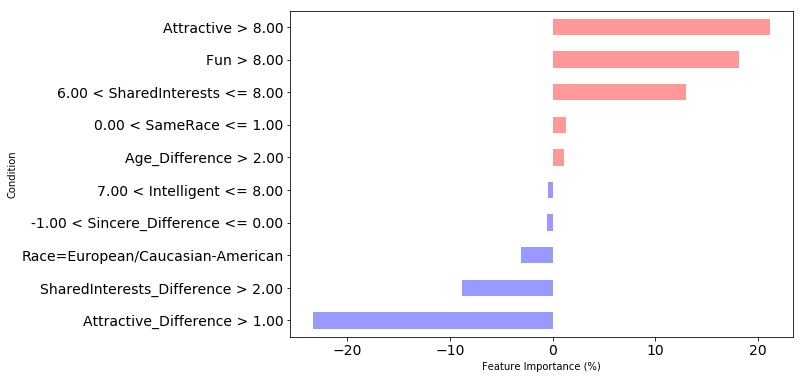 Attractive > 8.00
Fun > 8.00
6.00 < SharedInterests <= 8.00
0.00 < SameRace <= 1.00
Age_Difference > 2.00
7.00 < Intelligent <= 8.00
-1.00 < Sincere_Difference <= 0.00
Race=European/Caucasian-American
SharedInterests_Difference > 2.00
Attractive_Difference > 1.00
Condition
−20 −10 0 10 20
Feature Importance (%)